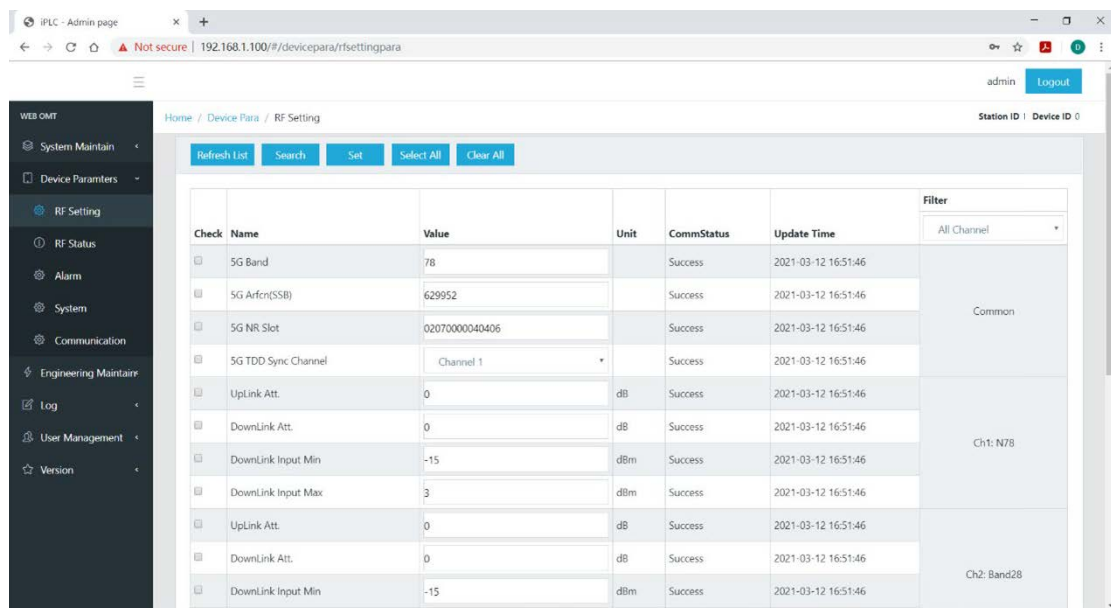 iPLC - Admin page
Not secure | 192.168.1.100/#/devicepara/rfsettingpara
D
admin Logout
WEB OMT
Home / Device Para / RF Setting
Station ID 1 Device ID 0
System Maintain
Device Paramters
RF Setting
RF Status
Alarm
System
Communication
Engineering Maintain
Log
User Management
Version
Refresh List Search Set Select All Clear All
Filter
Check Name Value Unit CommStatus Update Time All Channel
5G Band 78 Success 2021-03-12 16:51:46
5G Arfcn(SSB) 629952 Success 2021-03-12 16:51:46
Common
5G NR Slot 02070000040406 Success 2021-03-12 16:51:46
5G TDD Sync Channel Channel 1 Success 2021-03-12 16:51:46
UpLink Att. 0 dB Success 2021-03-12 16:51:46
DownLink Att. 0 dB Success 2021-03-12 16:51:46
Ch1: N78
DownLink Input Min -15 dBm Success 2021-03-12 16:51:46
DownLink Input Max 3 dBm Success 2021-03-12 16:51:46
UpLink Att. 0 dB Success 2021-03-12 16:51:46
DownLink Att. 0 dB Success 2021-03-12 16:51:46
Ch2: Band28
DownLink Input Min -15 dBm Success 2021-03-12 16:51:46